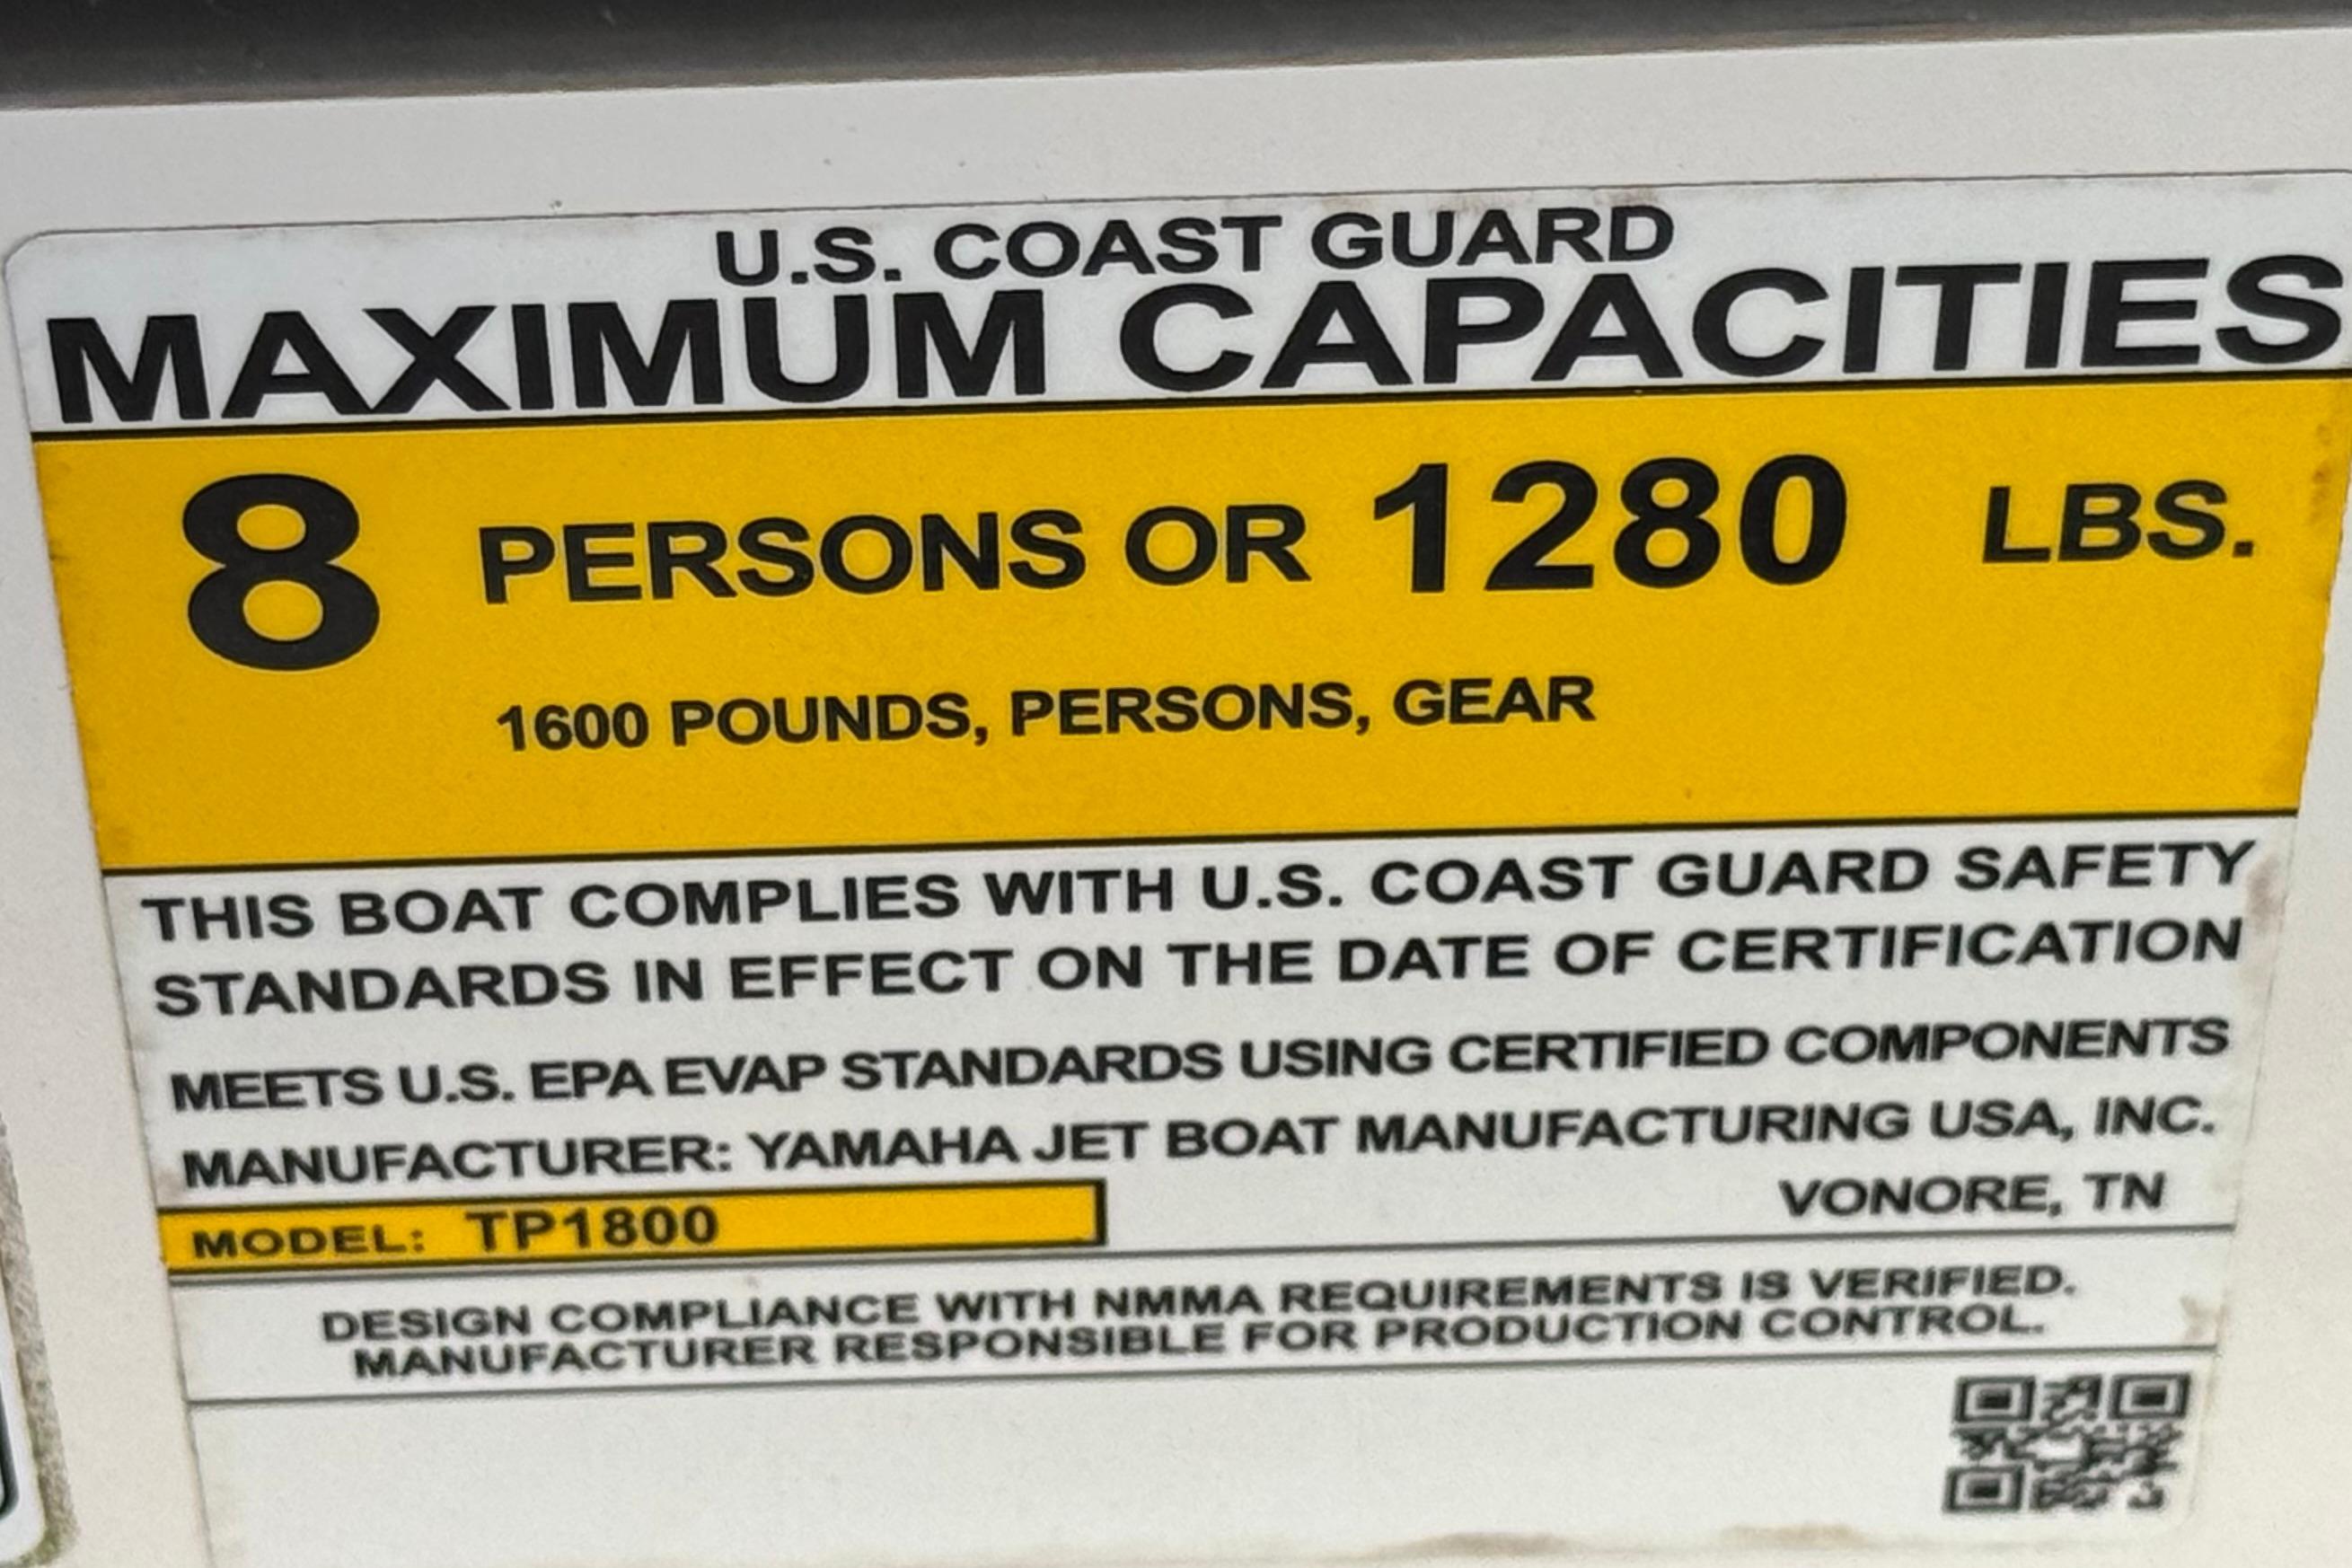 U.S. COAST GUARD
MAXIMUM CAPACITIES
8 PERSONS OR 1280 LBS.
1600 POUNDS, PERSONS, GEAR
THIS BOAT COMPLIES WITH U.S. COAST GUARD SAFETY
STANDARDS IN EFFECT ON THE DATE OF CERTIFICATION
MEETS U.S. EPA EVAP STANDARDS USING CERTIFIED COMPONENTS
MANUFACTURER: YAMAHA JET BOAT MANUFACTURING USA, INC.
VONORE, TN
MODEL: TP1800
DESIGN COMPLIANCE WITH NMMA REQUIREMENTS IS VERIFIED.
MANUFACTURER RESPONSIBLE FOR PRODUCTION CONTROL.